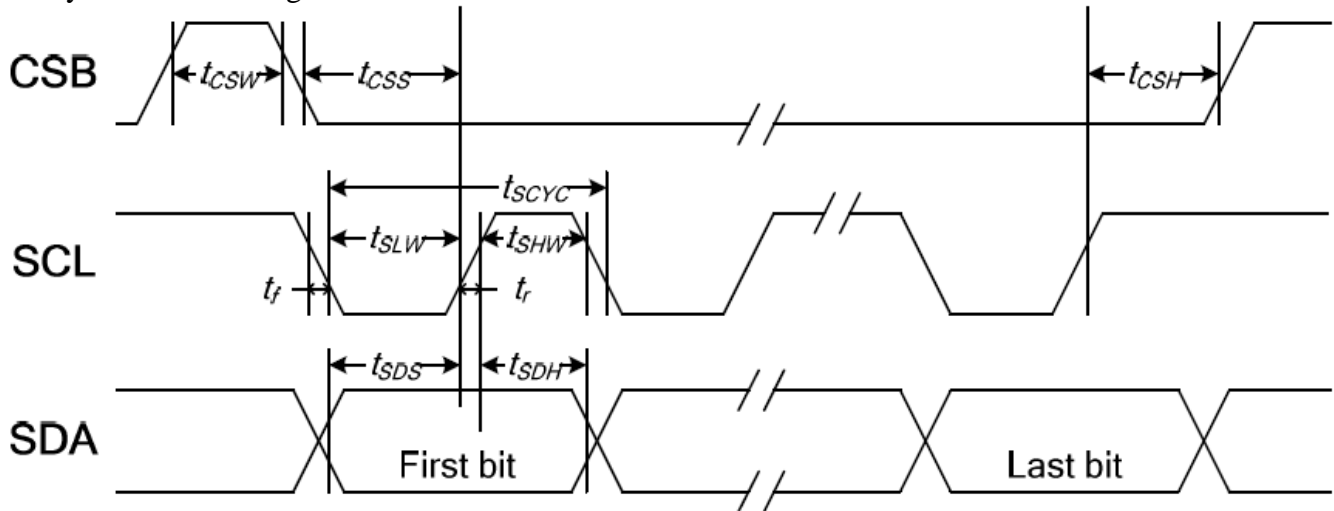 CSB
tCSW
tCSS
tCSH
tSCYC
SCL
tSLW
tSHW
tf
tr
SDA
tSDS
tSDH
First bit
Last bit